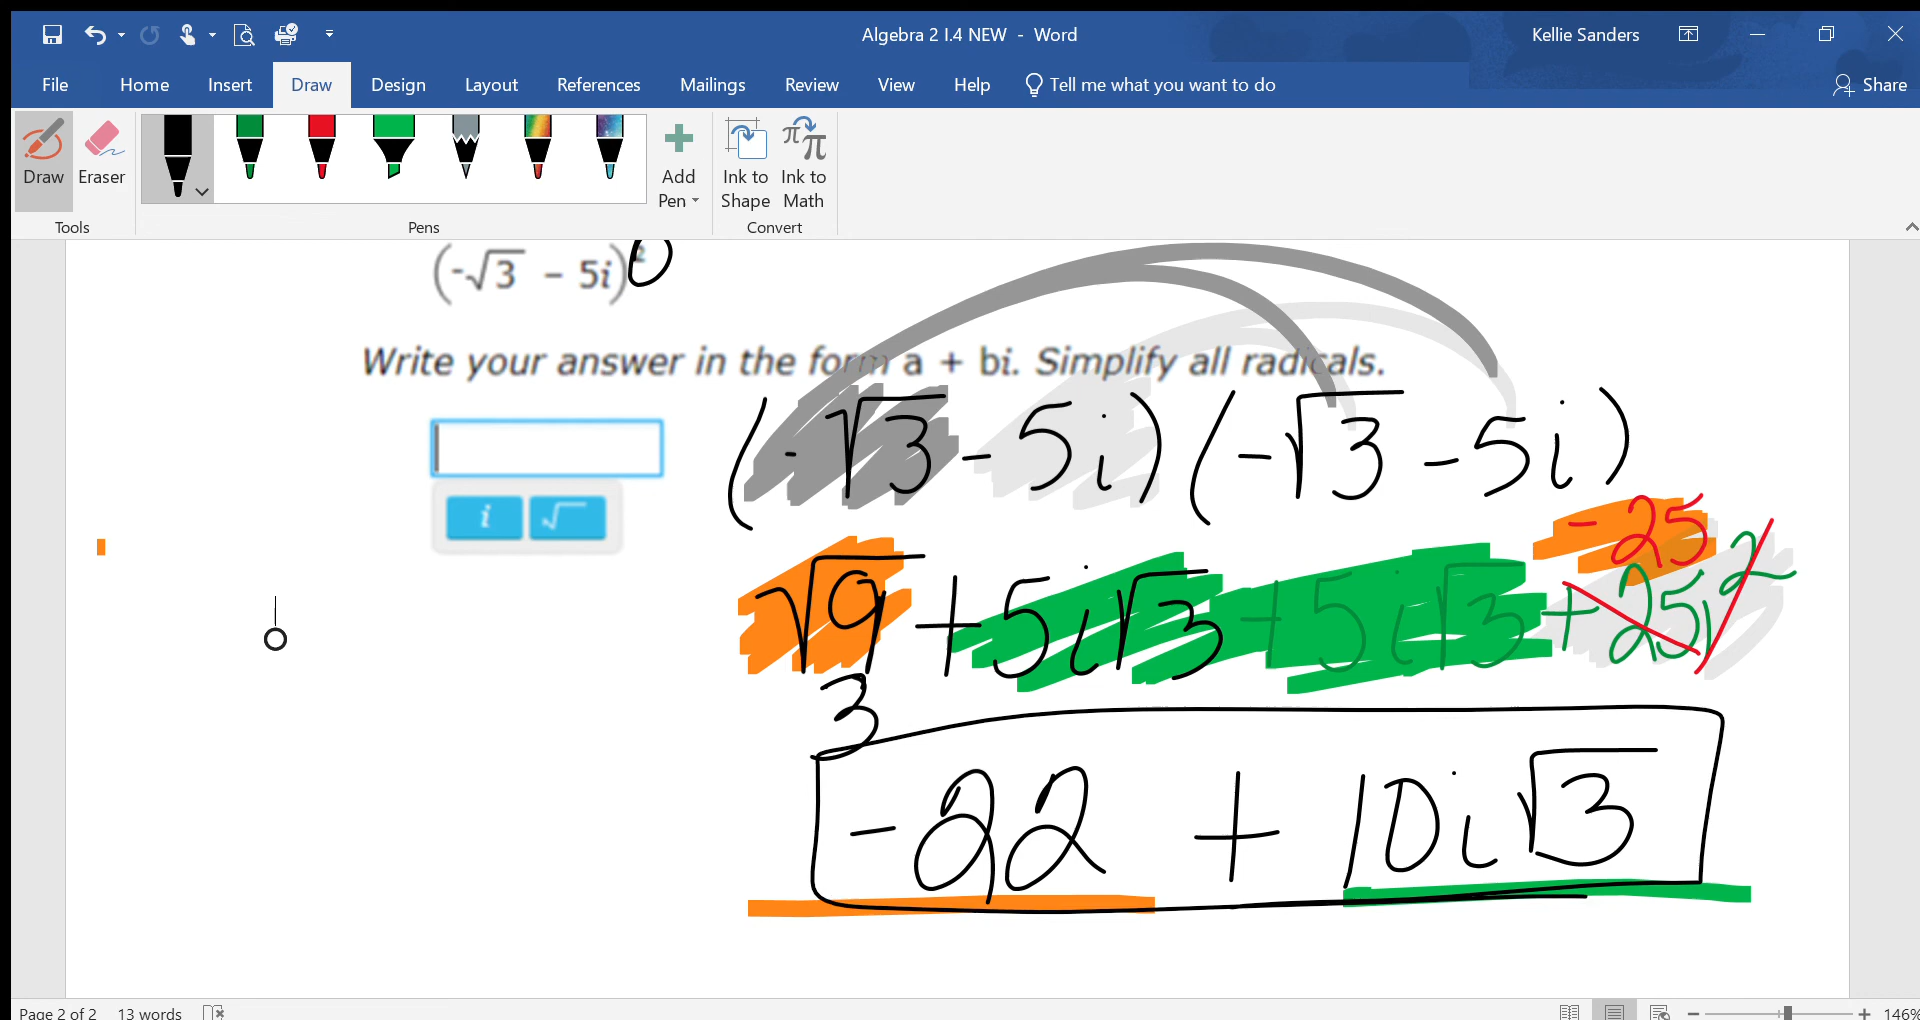 Algebra 2 I.4 NEW - Word
Kellie Sanders
File Home Insert Draw Design Layout References Mailings Review View Help Tell me what you want to do Share
Draw Eraser
Add Pen
Ink to Shape
Ink to Math
Tools Pens Convert
(-√3 - 5i)²
Write your answer in the form a + bi. Simplify all radicals.
(-√3 - 5i)(-√3 - 5i)
i √
-25
√9 + 5i√3 + 5i√3 + 25i²
3
-22 + 10i√3
Page 2 of 2 13 words
146%